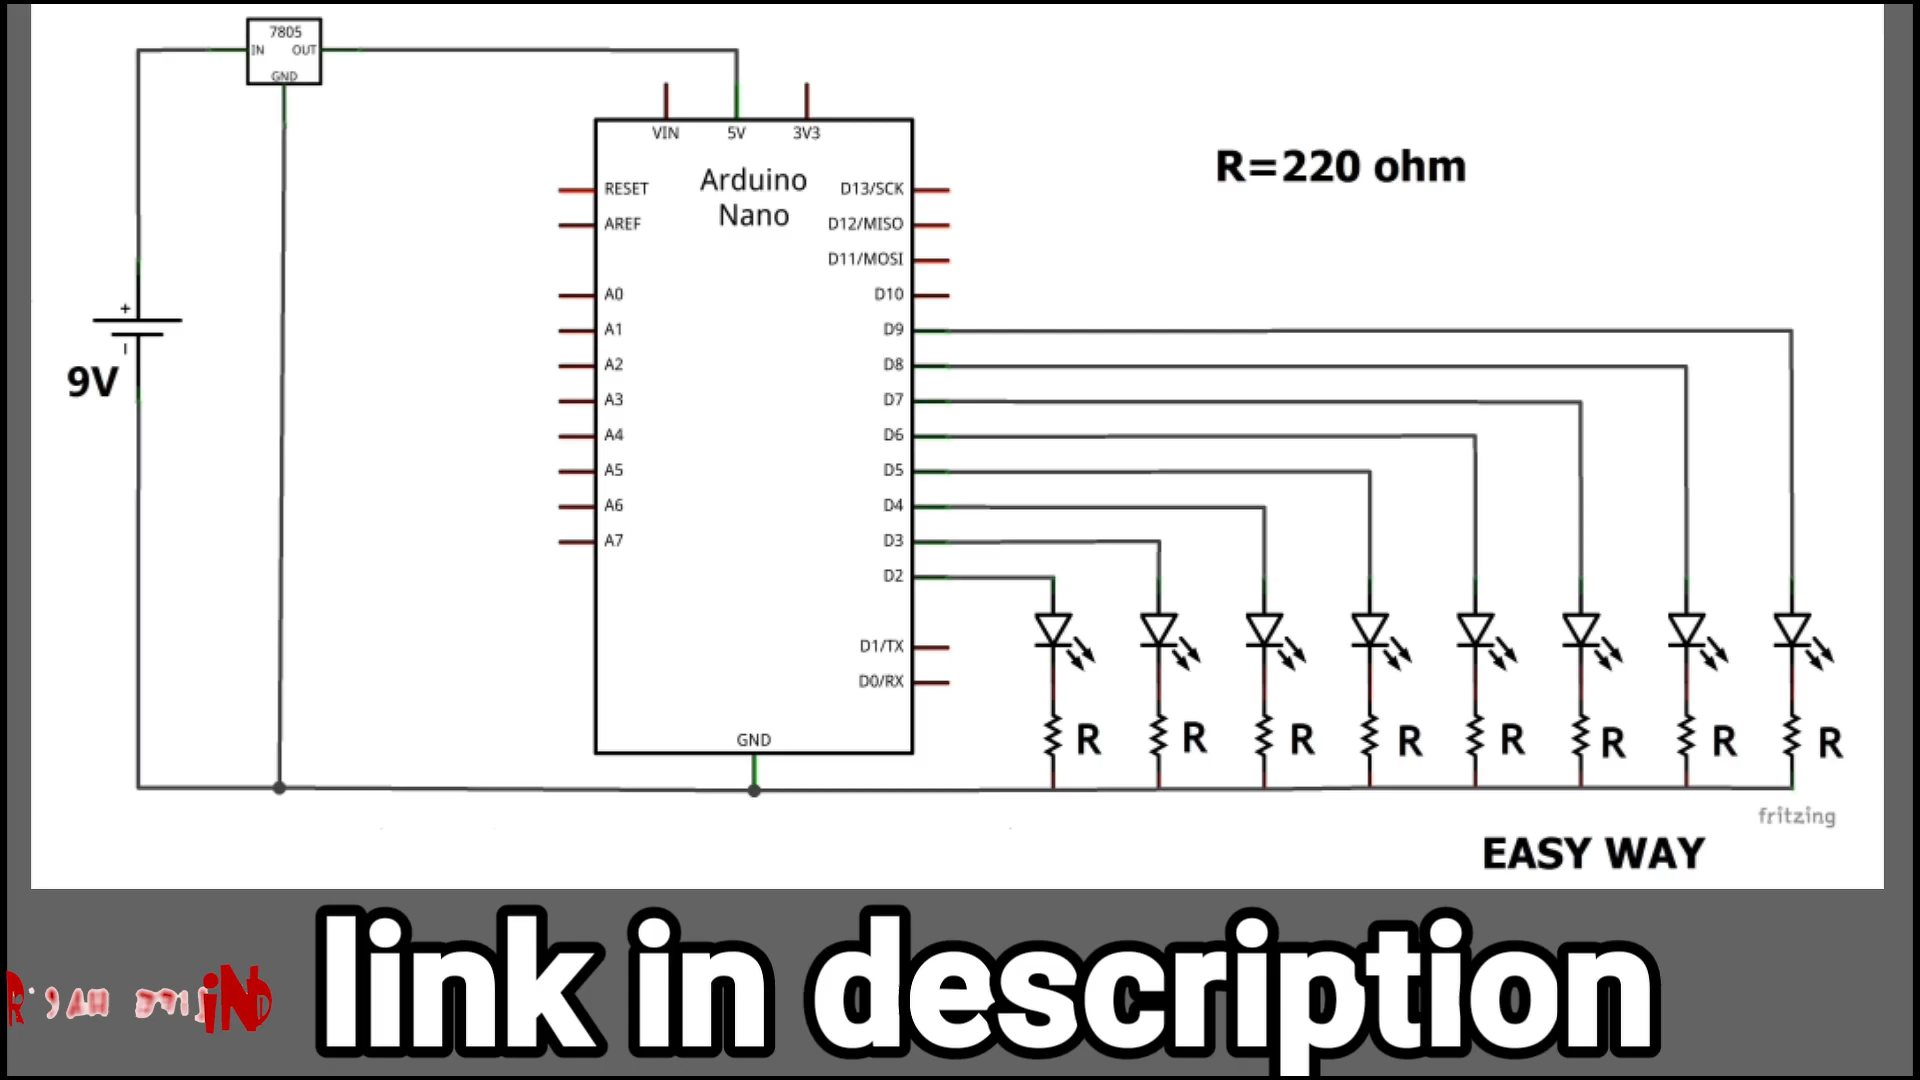 7805
IN OUT
GND
VIN 5V 3V3
Arduino
Nano
RESET
AREF
A0
A1
A2
A3
A4
A5
A6
A7
D13/SCK
D12/MISO
D11/MOSI
D10
D9
D8
D7
D6
D5
D4
D3
D2
D1/TX
D0/RX
GND
R=220 ohm
+
−
9V
R R R R R R R R
fritzing
EASY WAY
link in description